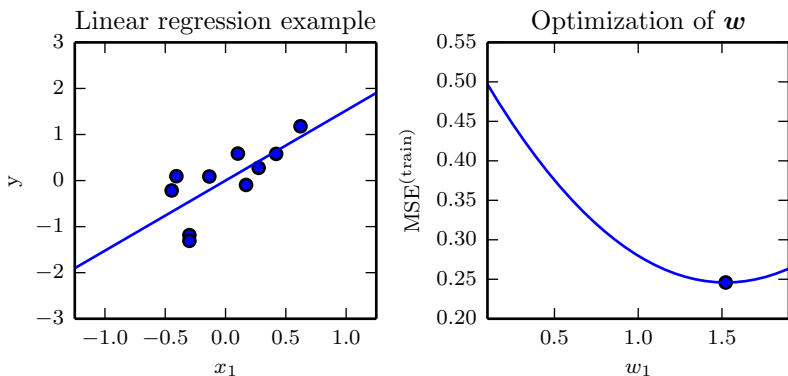 Linear regression example
3
2
1
0
−1
−2
−3
y
−1.0 −0.5 0.0 0.5 1.0
x₁
Optimization of w
0.55
0.50
0.45
0.40
0.35
0.30
0.25
0.20
MSE⁽ᵗʳᵃⁱⁿ⁾
0.5 1.0 1.5
w₁